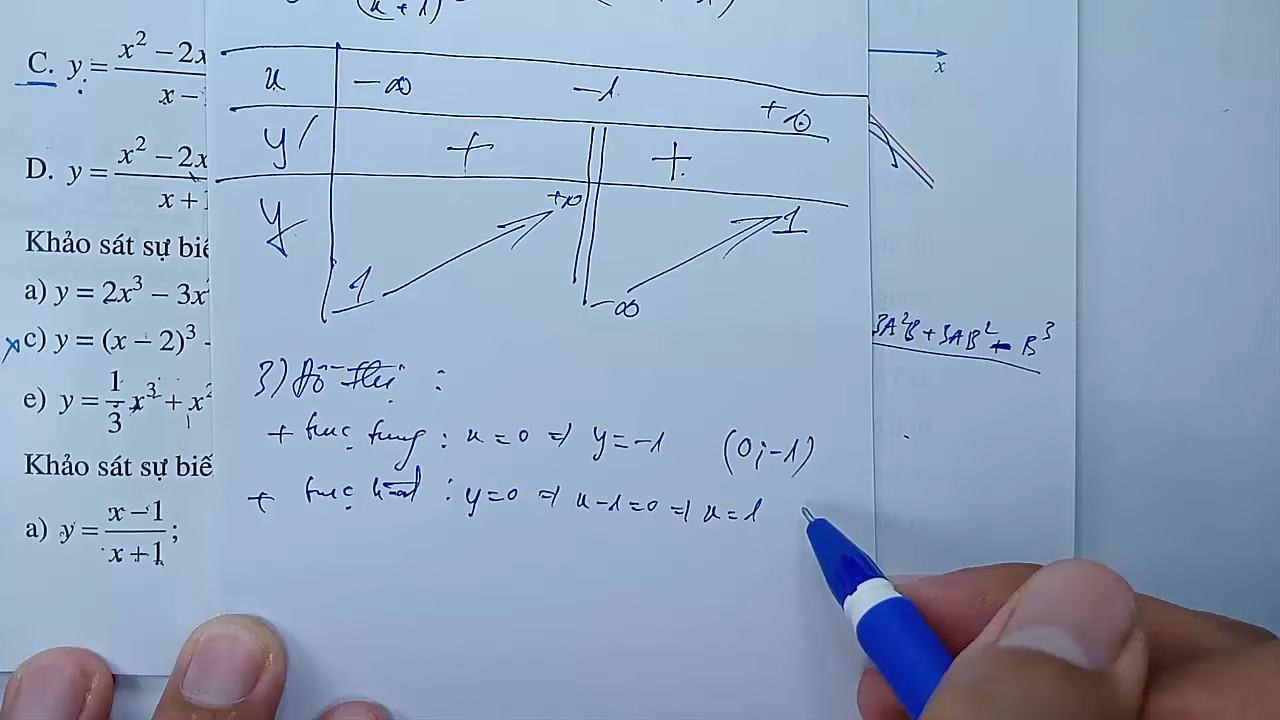 (x + 1)
C. y = x² − 2x
x −
x
D. y = x² − 2x
x + 1
x −∞ −1 +∞
y' + +
y 1 +∞ −∞ 1
Khảo sát sự biế
a) y = 2x³ − 3x²
c) y = (x − 2)³ -
3A²B + 3AB² - B³
e) y = 1/3 x³ + x²
3) Đồ thị :
+ trục tung : x = 0 ⇒ y = −1 (0; −1)
Khảo sát sự biế
+ trục hoành : y = 0 ⇒ x − 1 = 0 ⇒ x = 1
a) y = x − 1 / x + 1 ;